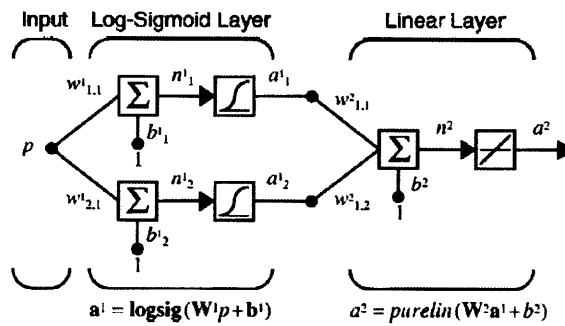 Input Log-Sigmoid Layer Linear Layer
w¹₁,₁ n¹₁ a¹₁ w²₁,₁
Σ
b¹₁
1
p n² a²
Σ
b²
1
w¹₂,₁ n¹₂ a¹₂ w²₁,₂
Σ
b¹₂
1
a¹ = logsig (W¹p + b¹) a² = purelin (W²a¹ + b²)